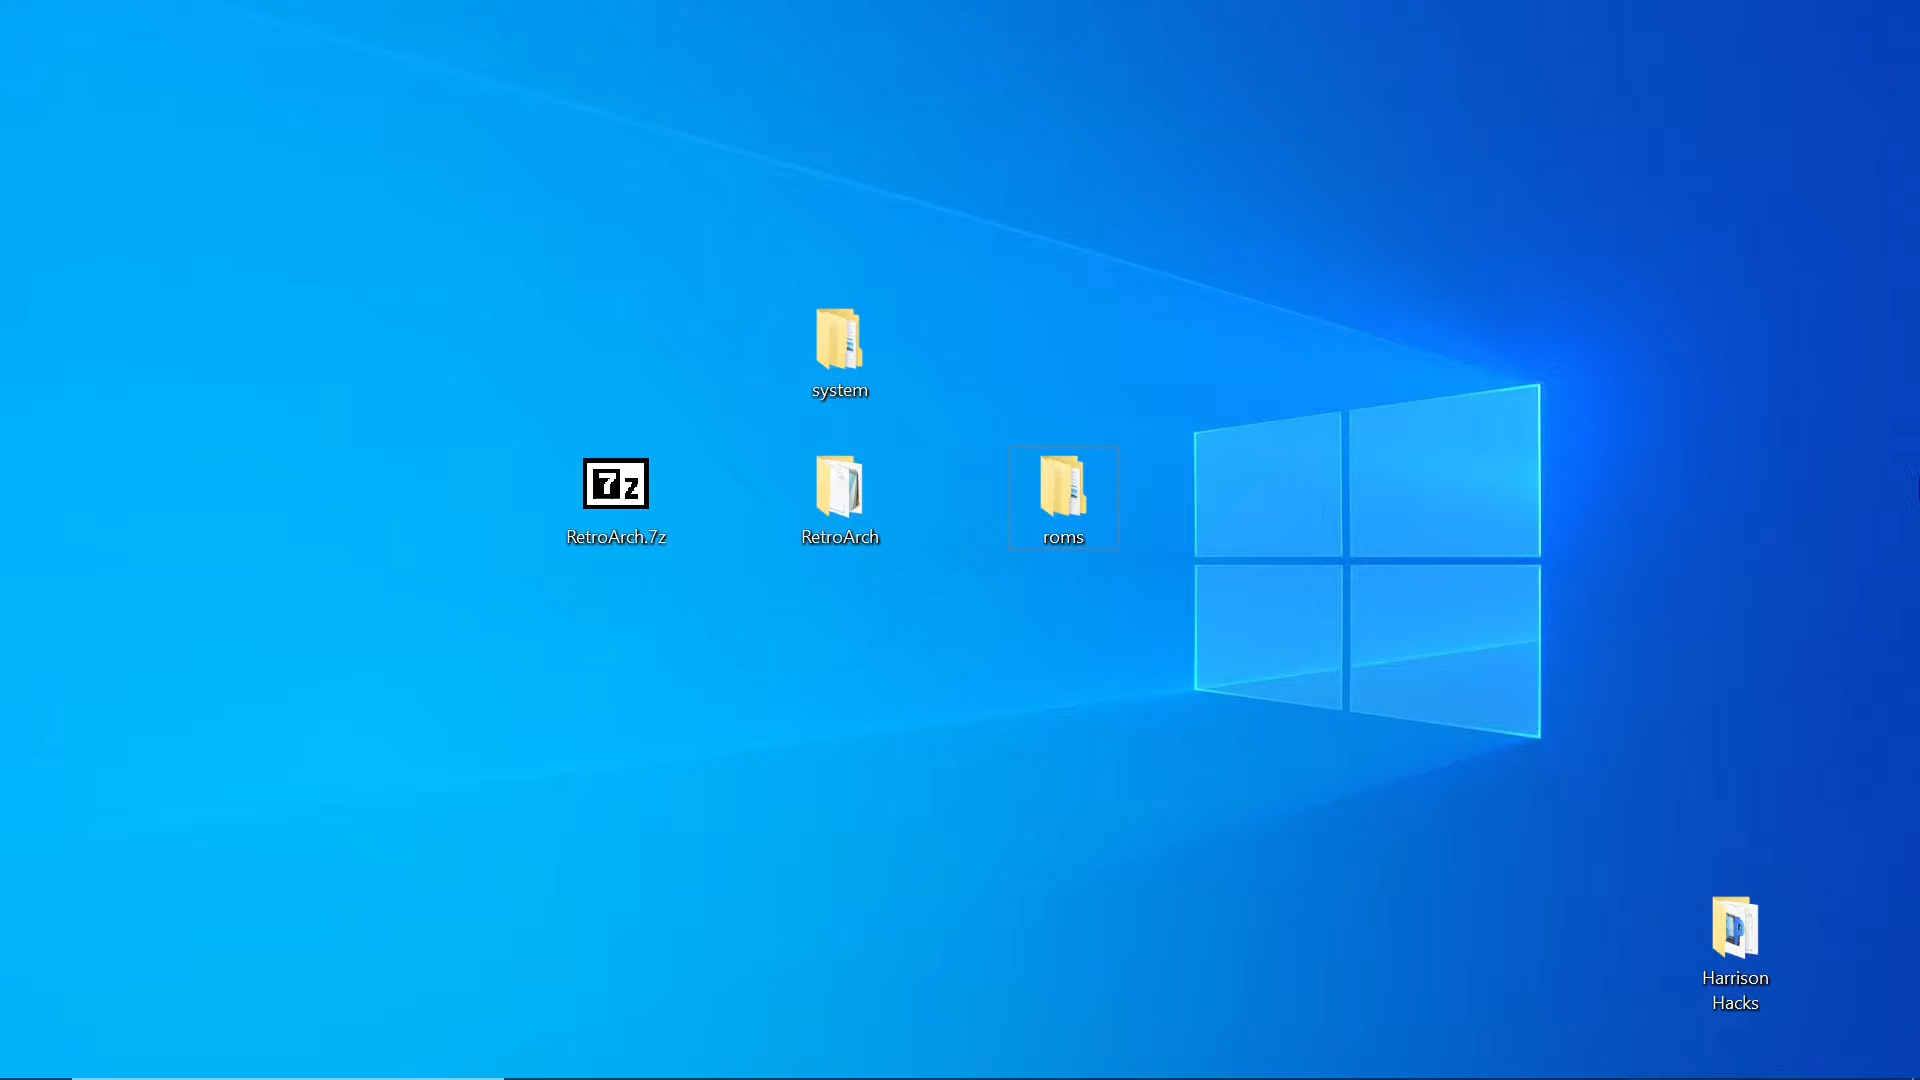 system
7z
RetroArch.7z
RetroArch
roms
Harrison
Hacks